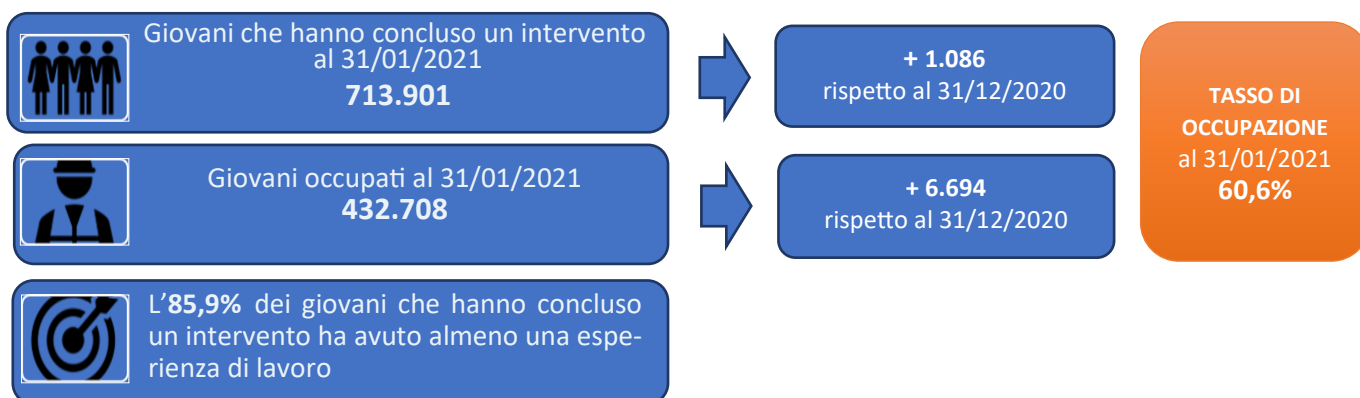 Giovani che hanno concluso un intervento
al 31/01/2021
713.901
+ 1.086
rispetto al 31/12/2020
Giovani occupati al 31/01/2021
432.708
+ 6.694
rispetto al 31/12/2020
TASSO DI
OCCUPAZIONE
al 31/01/2021
60,6%
L'85,9% dei giovani che hanno concluso
un intervento ha avuto almeno una espe-
rienza di lavoro